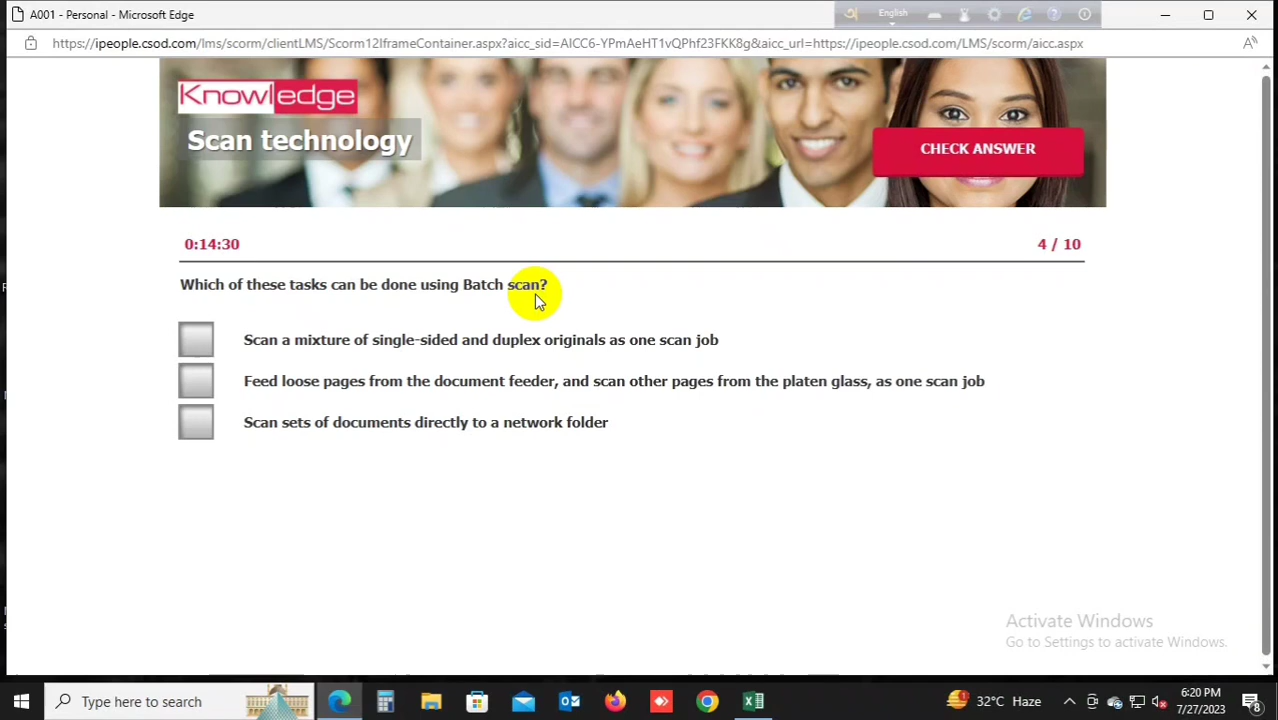 A001 - Personal - Microsoft Edge
English
https://ipeople.csod.com/lms/scorm/clientLMS/Scorm12IframeContainer.aspx?aicc_sid=AICC6-YPmAeHT1vQPhf23FKK8g&aicc_url=https://ipeople.csod.com/LMS/scorm/aicc.aspx
Knowledge
Scan technology
CHECK ANSWER
0:14:30
4 / 10
Which of these tasks can be done using Batch scan?
Scan a mixture of single-sided and duplex originals as one scan job
Feed loose pages from the document feeder, and scan other pages from the platen glass, as one scan job
Scan sets of documents directly to a network folder
Activate Windows
Go to Settings to activate Windows.
Type here to search
32°C Haze
6:20 PM
7/27/2023
8